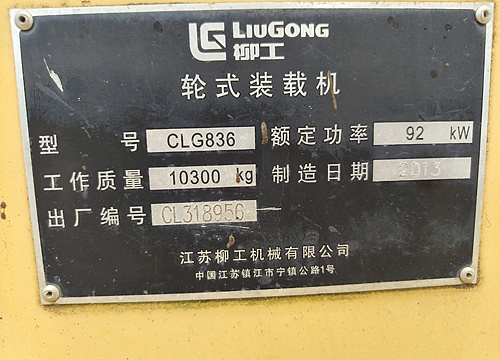 LIUGONG
柳工
轮式装载机
型号 CLG836 额定功率 92 kW
工作质量 10300 kg 制造日期 2013
出厂编号 CL318956
江苏柳工机械有限公司
中国江苏镇江市宁镇公路1号